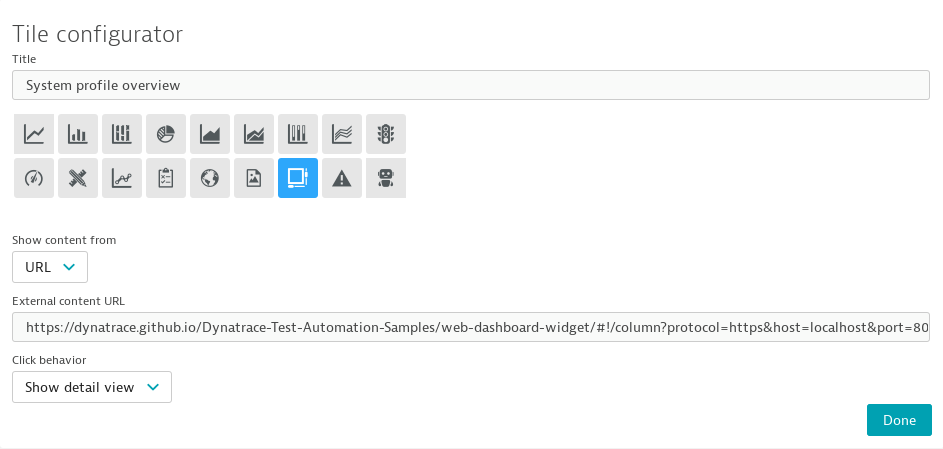 Tile configurator
Title
System profile overview
Show content from
URL
External content URL
https://dynatrace.github.io/Dynatrace-Test-Automation-Samples/web-dashboard-widget/#!/column?protocol=https&host=localhost&port=80
Click behavior
Show detail view
Done